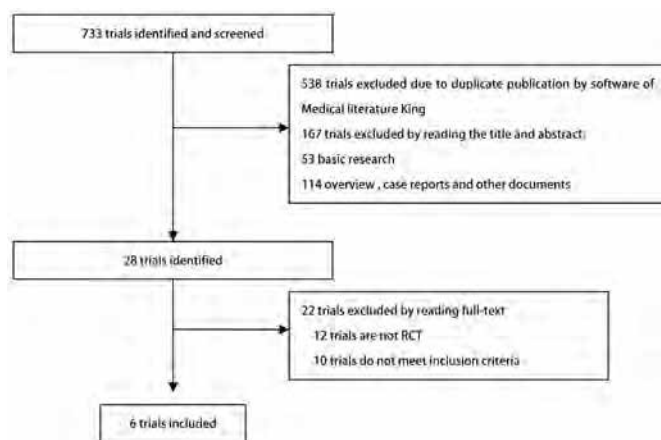 733 trials identified and screened
538 trials excluded due to duplicate publication by software of
Medical literature King
167 trials excluded by reading the title and abstract:
53 basic research
114 overview , case reports and other documents
28 trials identified
22 trials excluded by reading full-text
12 trials are not RCT
10 trials do not meet inclusion criteria
6 trials included